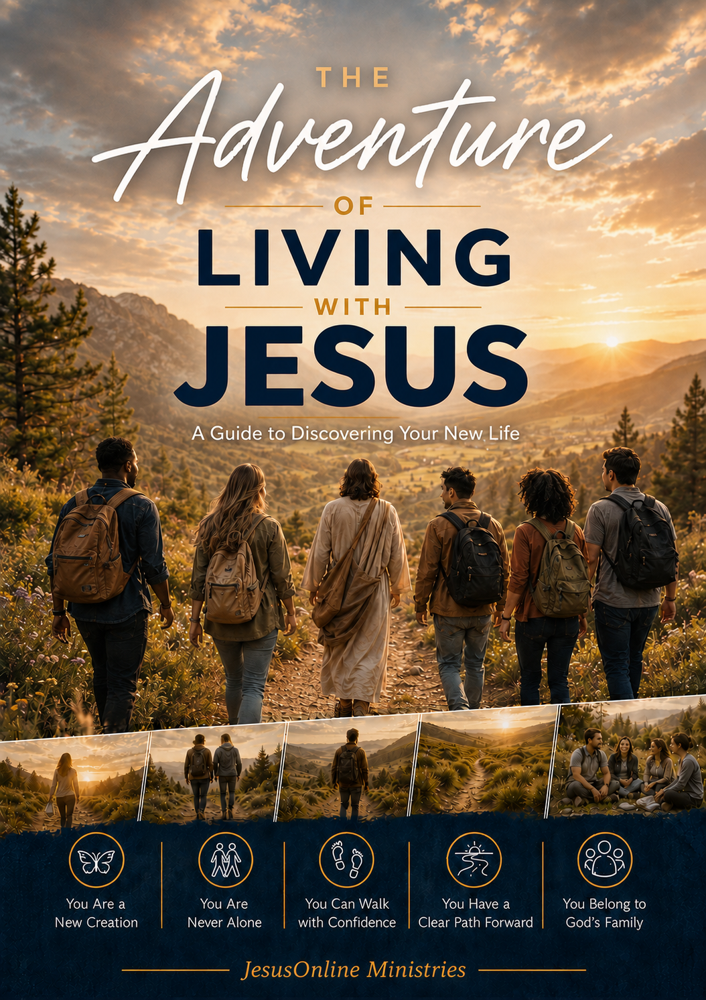 THE
Adventure
OF
LIVING
WITH
JESUS
A Guide to Discovering Your New Life
You Are a
New Creation
You Are
Never Alone
You Can Walk
with Confidence
You Have a
Clear Path Forward
You Belong to
God's Family
JesusOnline Ministries